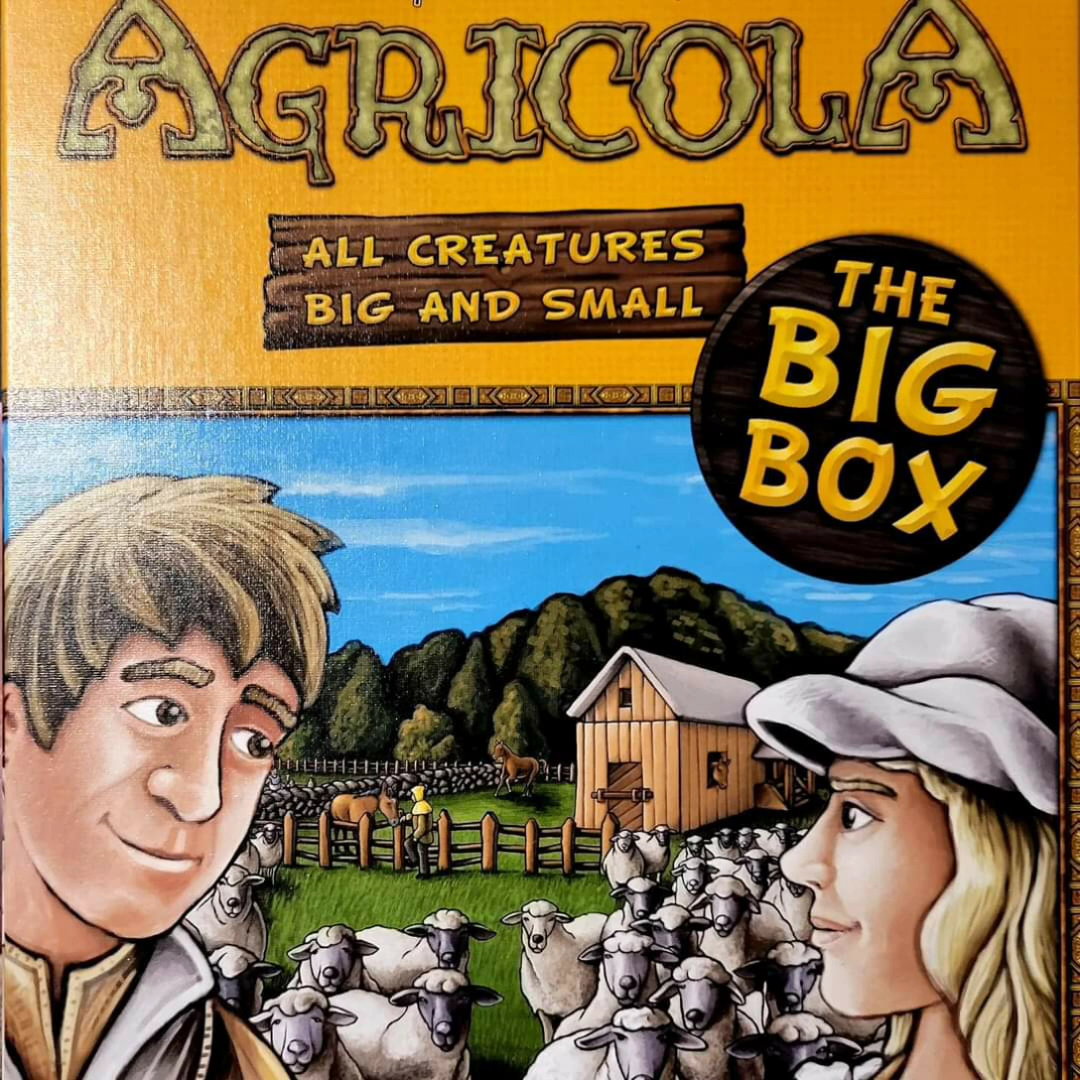 AGRICOLA
ALL CREATURES
BIG AND SMALL
THE
BIG
BOX